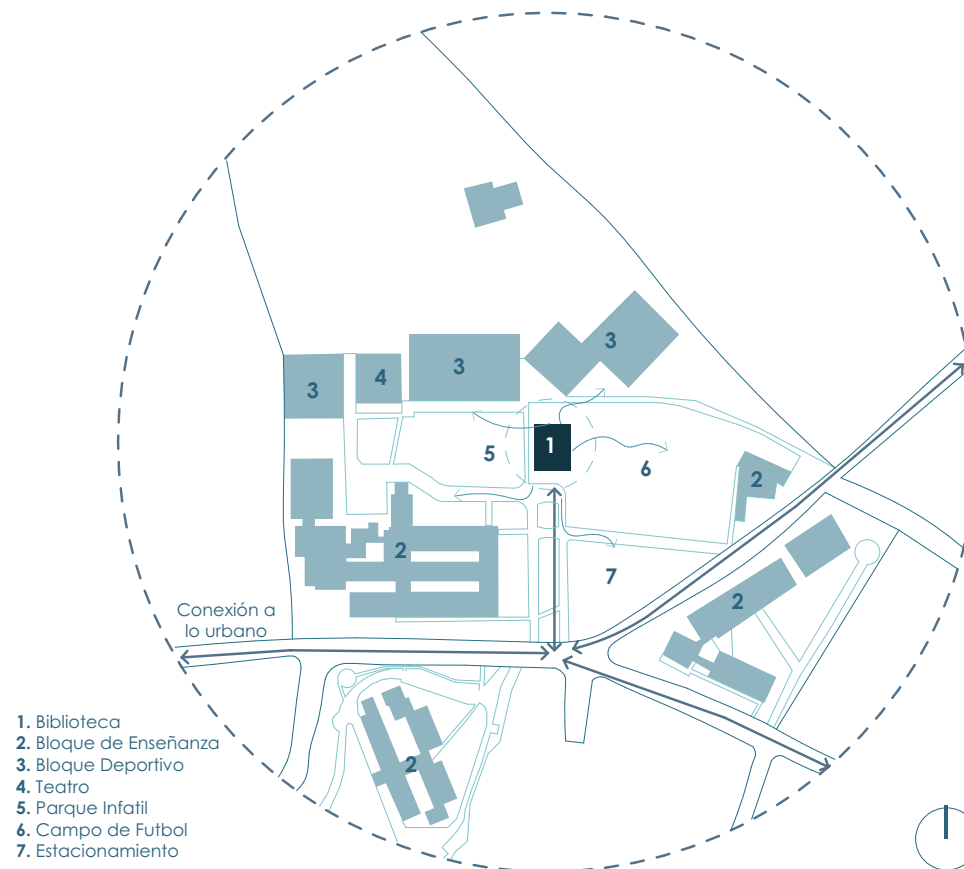 3
3
4
3
1
5
6
2
2
7
2
Conexión a
lo urbano
2
1. Biblioteca
2. Bloque de Enseñanza
3. Bloque Deportivo
4. Teatro
5. Parque Infatil
6. Campo de Futbol
7. Estacionamiento